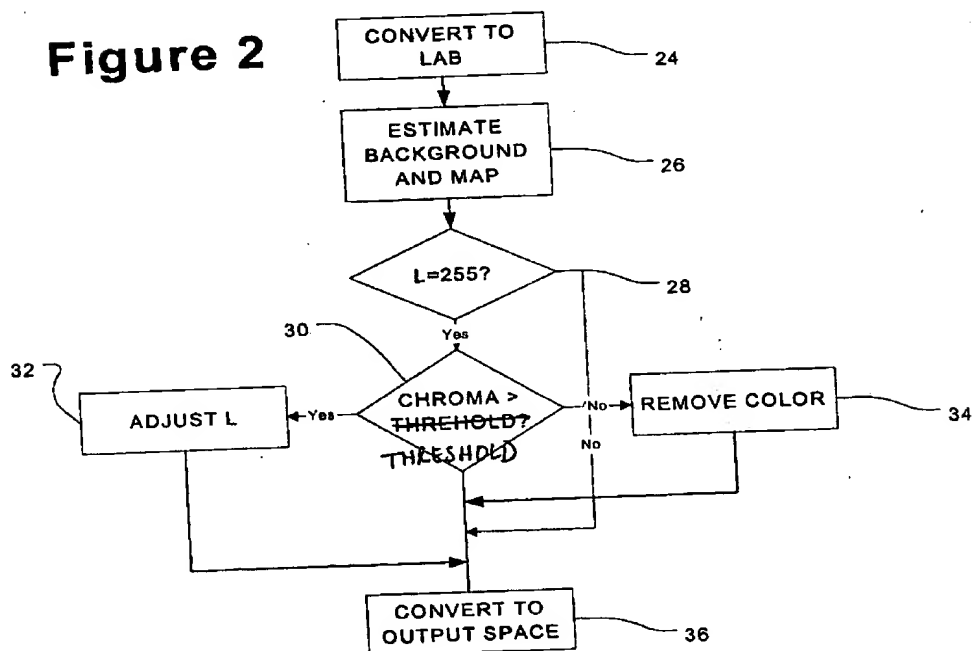 Figure 2
CONVERT TO
LAB
24
ESTIMATE
BACKGROUND
AND MAP
26
L=255?
28
Yes
30
CHROMA >
THREHOLD?
THRESHOLD
Yes
No
No
32
ADJUST L
REMOVE COLOR
34
CONVERT TO
OUTPUT SPACE
36